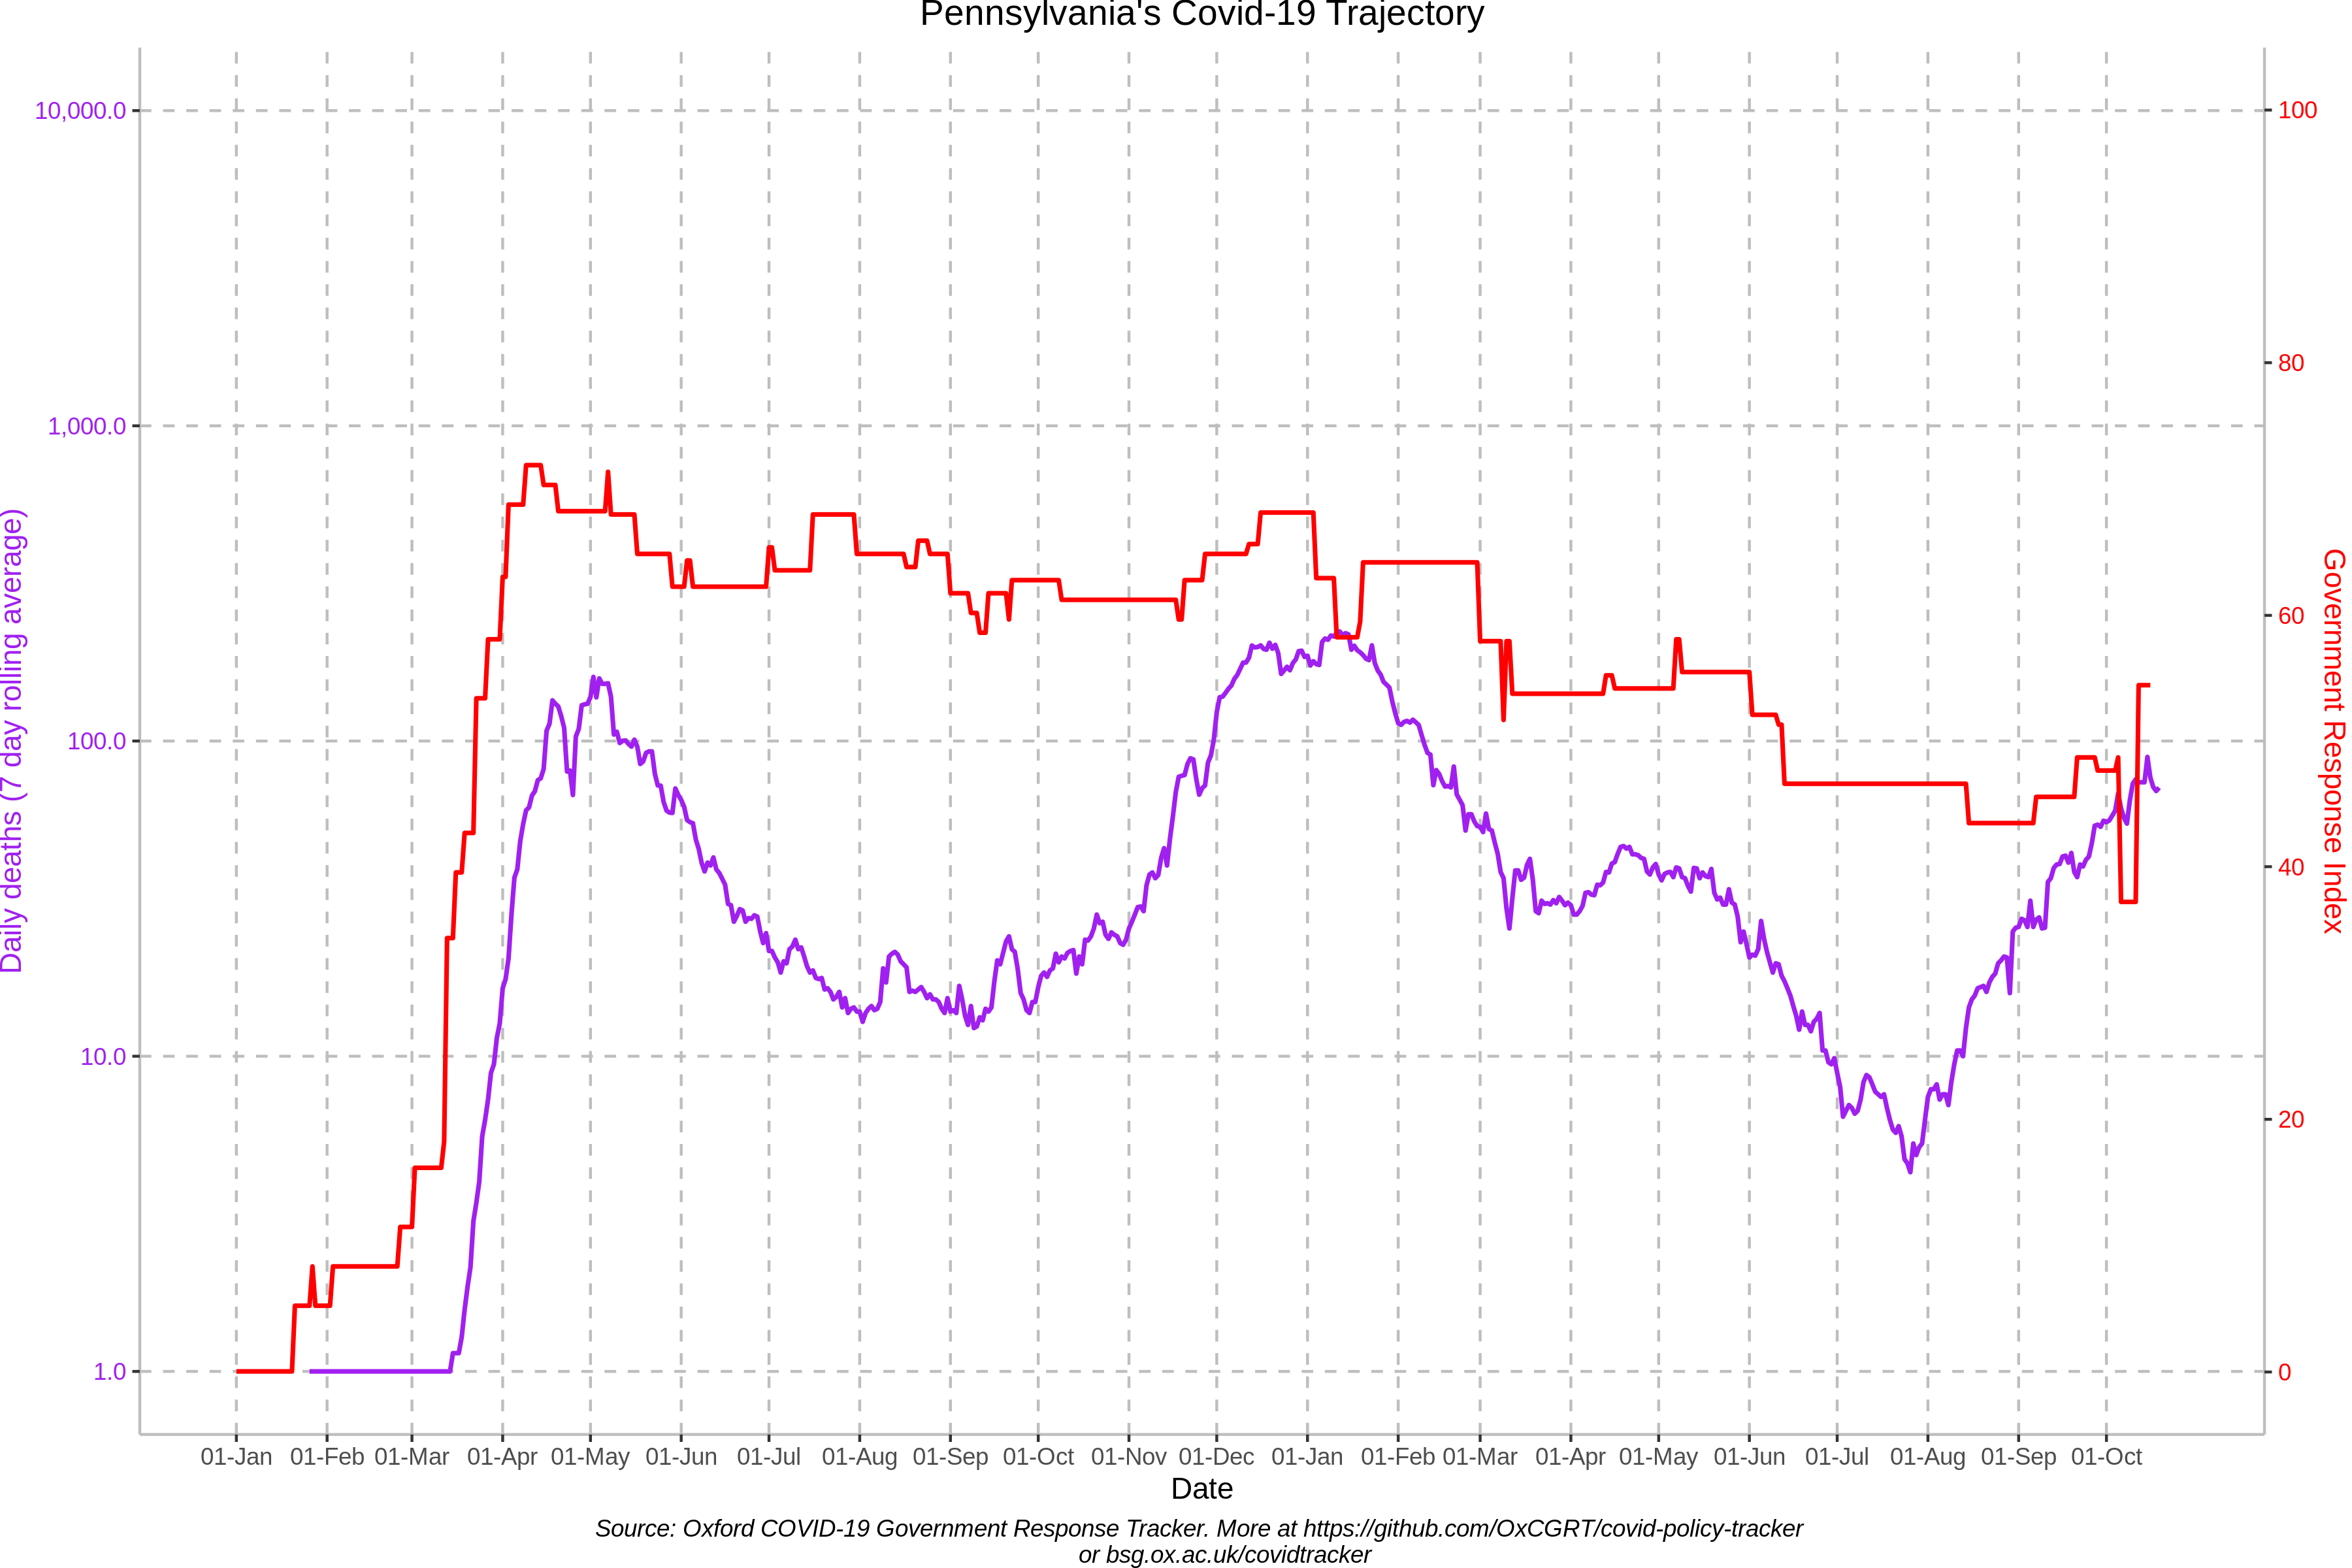 Pennsylvania's Covid-19 Trajectory
Daily deaths (7 day rolling average)
10,000.0
1,000.0
100.0
10.0
1.0
100
80
60
40
20
0
Government Response Index
01-Jan 01-Feb 01-Mar 01-Apr 01-May 01-Jun 01-Jul 01-Aug 01-Sep 01-Oct 01-Nov 01-Dec 01-Jan 01-Feb 01-Mar 01-Apr 01-May 01-Jun 01-Jul 01-Aug 01-Sep 01-Oct
Date
Source: Oxford COVID-19 Government Response Tracker. More at https://github.com/OxCGRT/covid-policy-tracker
or bsg.ox.ac.uk/covidtracker